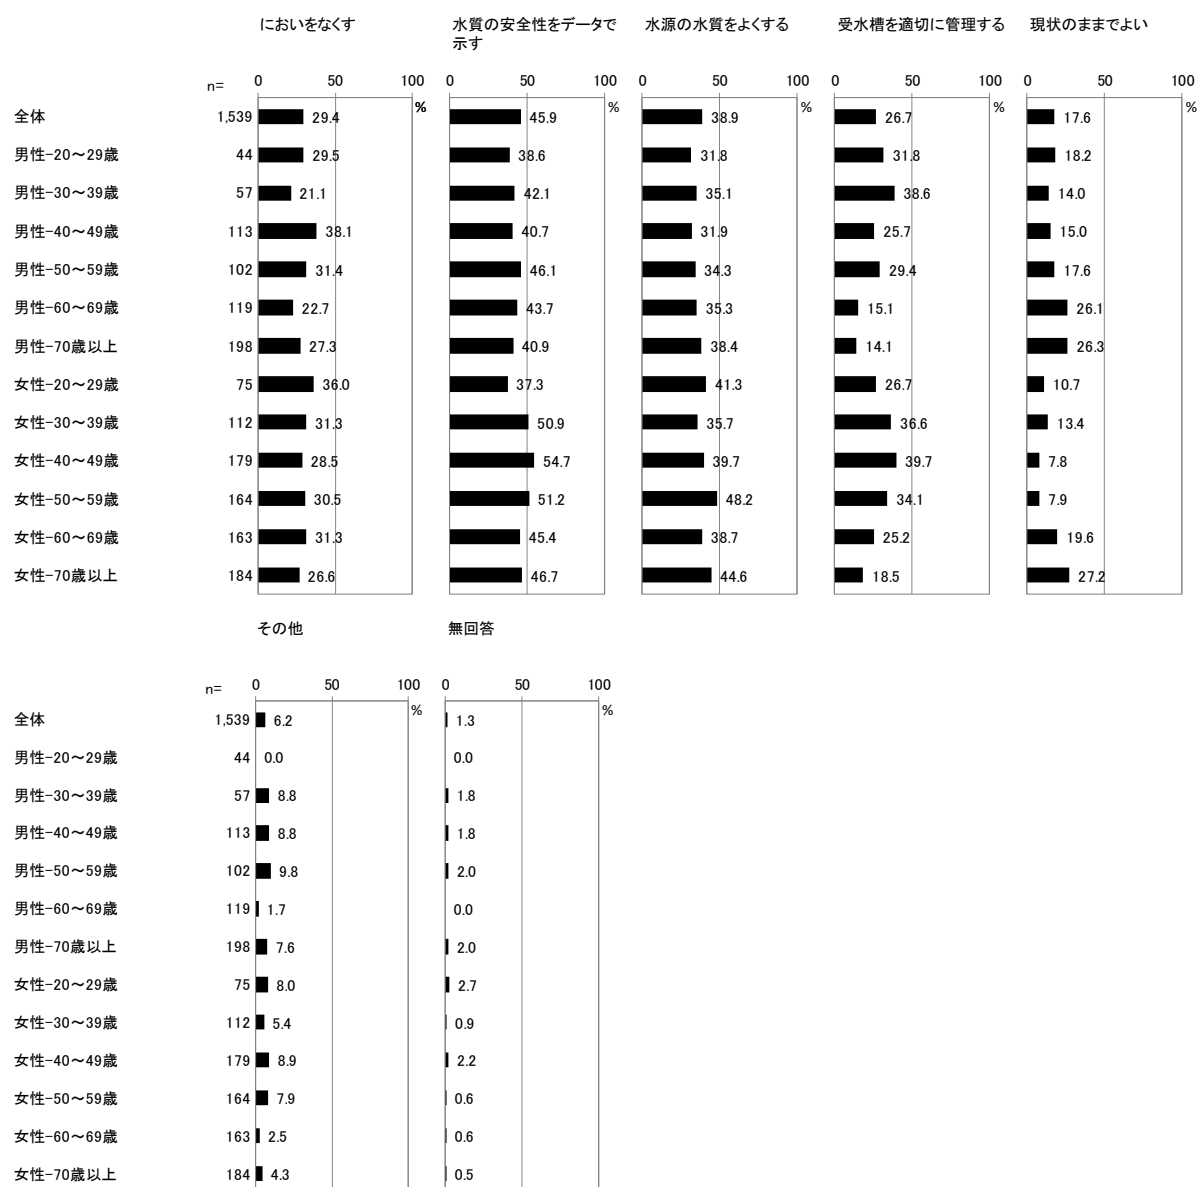 においをなくす 水質の安全性をデータで示す 水源の水質をよくする 受水槽を適切に管理する 現状のままでよい
n= 0 50 100 % 0 50 100 % 0 50 100 % 0 50 100 % 0 50 100 %
全体 1,539 29.4 45.9 38.9 26.7 17.6
男性-20～29歳 44 29.5 38.6 31.8 31.8 18.2
男性-30～39歳 57 21.1 42.1 35.1 38.6 14.0
男性-40～49歳 113 38.1 40.7 31.9 25.7 15.0
男性-50～59歳 102 31.4 46.1 34.3 29.4 17.6
男性-60～69歳 119 22.7 43.7 35.3 15.1 26.1
男性-70歳以上 198 27.3 40.9 38.4 14.1 26.3
女性-20～29歳 75 36.0 37.3 41.3 26.7 10.7
女性-30～39歳 112 31.3 50.9 35.7 36.6 13.4
女性-40～49歳 179 28.5 54.7 39.7 39.7 7.8
女性-50～59歳 164 30.5 51.2 48.2 34.1 7.9
女性-60～69歳 163 31.3 45.4 38.7 25.2 19.6
女性-70歳以上 184 26.6 46.7 44.6 18.5 27.2
その他 無回答
n= 0 50 100 % 0 50 100 %
全体 1,539 6.2 1.3
男性-20～29歳 44 0.0 0.0
男性-30～39歳 57 8.8 1.8
男性-40～49歳 113 8.8 1.8
男性-50～59歳 102 9.8 2.0
男性-60～69歳 119 1.7 0.0
男性-70歳以上 198 7.6 2.0
女性-20～29歳 75 8.0 2.7
女性-30～39歳 112 5.4 0.9
女性-40～49歳 179 8.9 2.2
女性-50～59歳 164 7.9 0.6
女性-60～69歳 163 2.5 0.6
女性-70歳以上 184 4.3 0.5